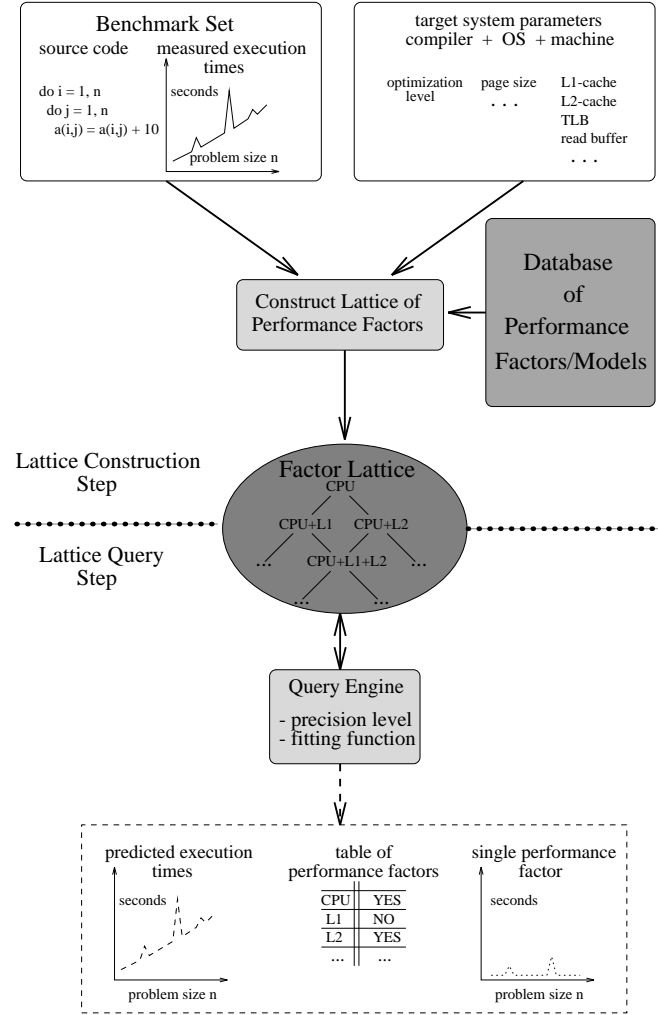 Benchmark Set
source code
measured execution
times
do i = 1, n
do j = 1, n
a(i,j) = a(i,j) + 10
seconds
problem size n
target system parameters
compiler + OS + machine
optimization
level
page size
. . .
L1-cache
L2-cache
TLB
read buffer
. . .
Construct Lattice of
Performance Factors
Database
of
Performance
Factors/Models
Lattice Construction
Step
Lattice Query
Step
Factor Lattice
CPU
CPU+L1 CPU+L2
... CPU+L1+L2 ...
... ...
Query Engine
- precision level
- fitting function
predicted execution
times
seconds
problem size n
table of
performance factors
CPU YES
L1 NO
L2 YES
... ...
single performance
factor
seconds
problem size n